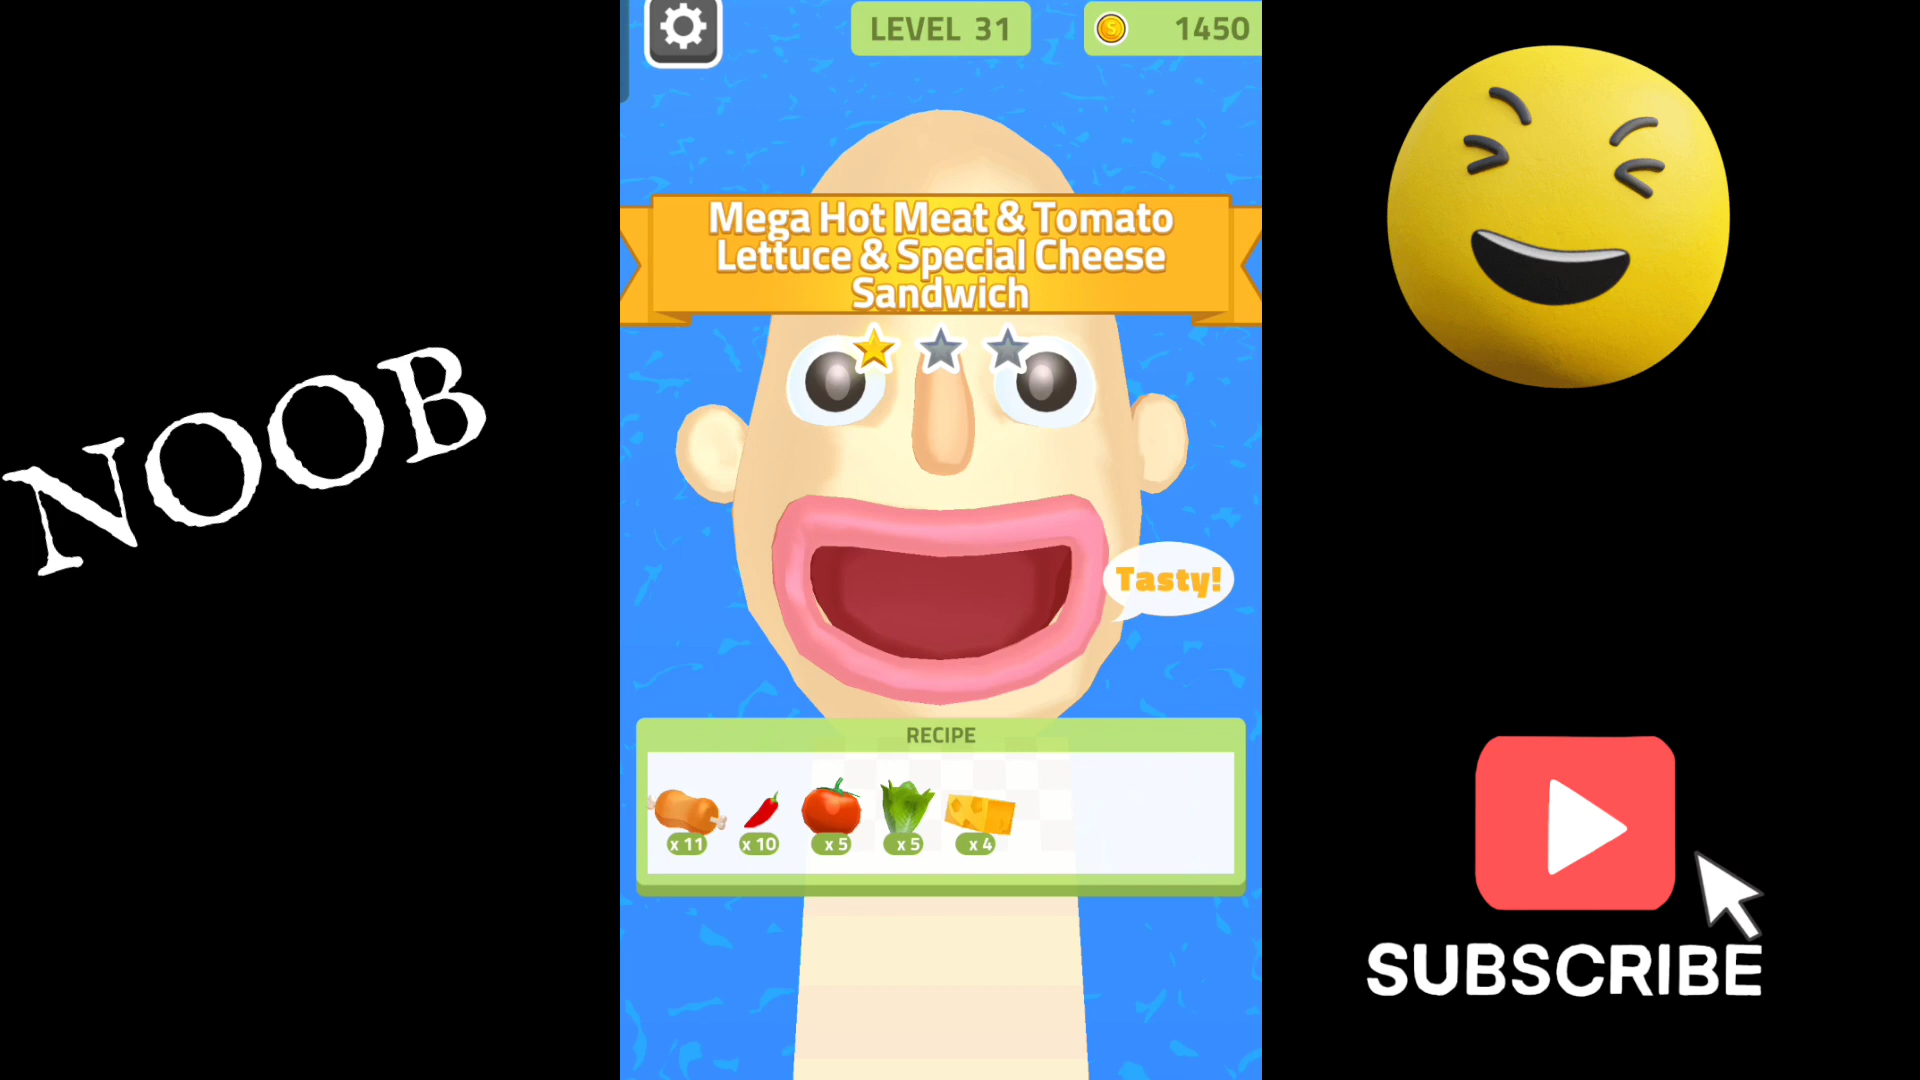 LEVEL 31
1450
Mega Hot Meat & Tomato
Lettuce & Special Cheese
Sandwich
NOOB
Tasty!
RECIPE
x 11
x 10
x 5
x 5
x 4
SUBSCRIBE